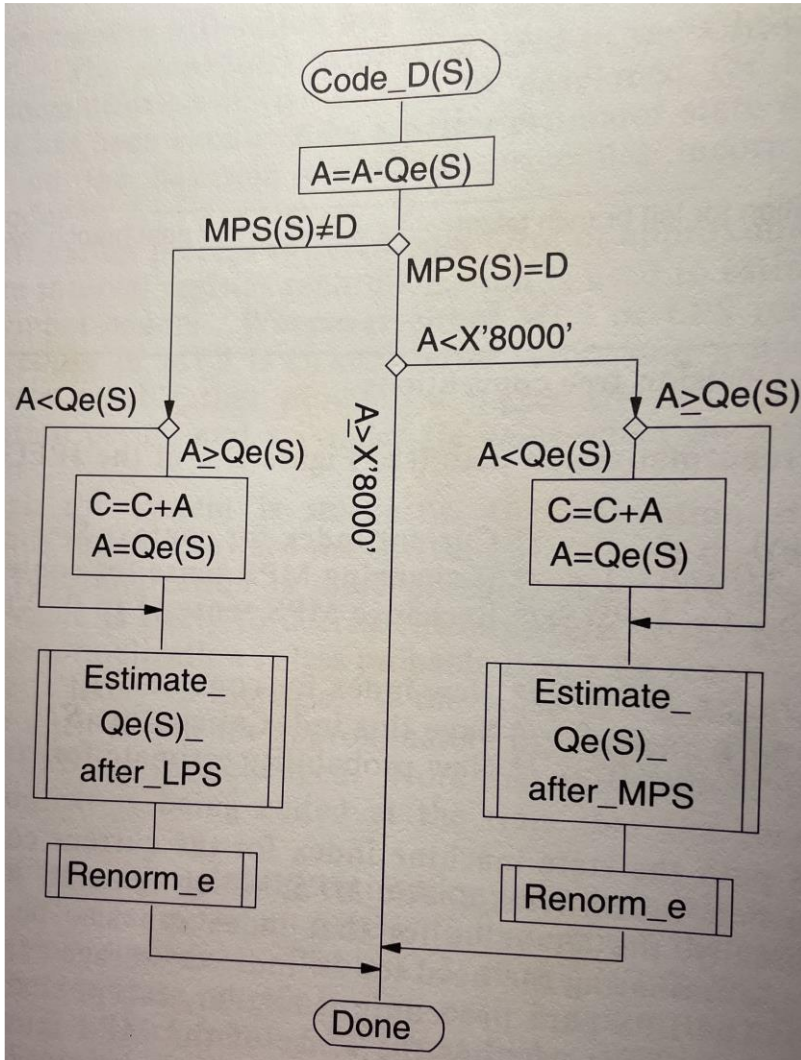 Code_D(S)
A=A-Qe(S)
MPS(S)≠D
MPS(S)=D
A<X'8000'
A≥X'8000'
A<Qe(S)
A≥Qe(S)
C=C+A
A=Qe(S)
Estimate_
Qe(S)_
after_LPS
Renorm_e
A≥Qe(S)
A<Qe(S)
C=C+A
A=Qe(S)
Estimate_
Qe(S)_
after_MPS
Renorm_e
Done